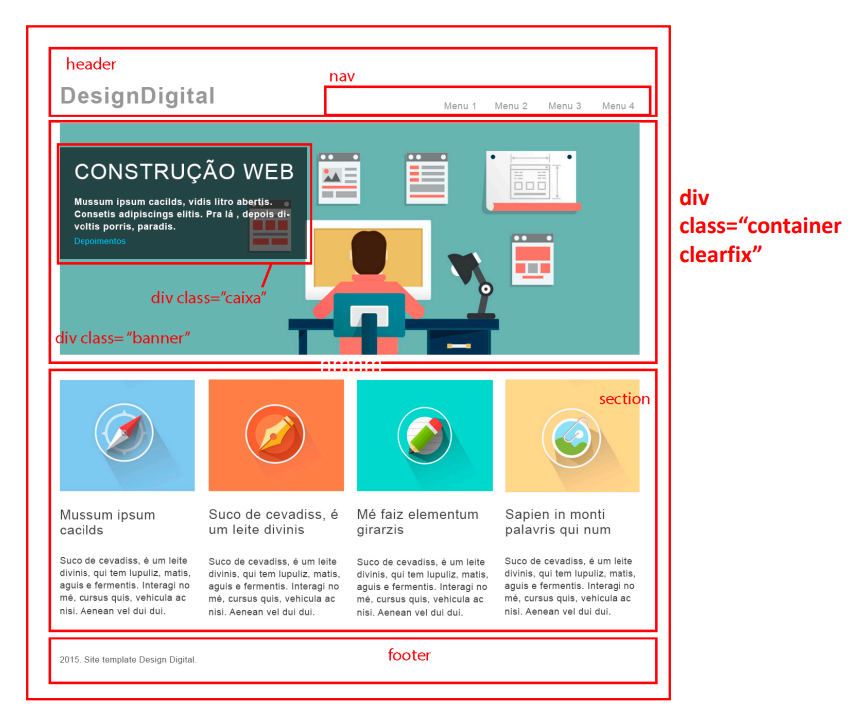 header
nav
DesignDigital
Menu 1 Menu 2 Menu 3 Menu 4
CONSTRUÇÃO WEB
Mussum ipsum cacilds, vidis litro abertis.
Consetis adipiscings elitis. Pra lá , depois di-
voltis porris, paradis.
Depoimentos
div class="caixa"
div class= "banner"
div
class="container
clearfix"
section
Mussum ipsum
cacilds
Suco de cevadiss, é um leite
divinis, qui tem lupuliz, matis,
aguis e fermentis. Interagi no
mé, cursus quis, vehicula ac
nisi. Aenean vel dui dui.
Suco de cevadiss, é
um leite divinis
Suco de cevadiss, é um leite
divinis, qui tem lupuliz, matis,
aguis e fermentis. Interagi no
mé, cursus quis, vehicula ac
nisi. Aenean vel dui dui.
Mé faiz elementum
girarzis
Suco de cevadiss, é um leite
divinis, qui tem lupuliz, matis,
aguis e fermentis. Interagi no
mé, cursus quis, vehicula ac
nisi. Aenean vel dui dui.
Sapien in monti
palavris qui num
Suco de cevadiss, é um leite
divinis, qui tem lupuliz, matis,
aguis e fermentis. Interagi no
mé, cursus quis, vehicula ac
nisi. Aenean vel dui dui.
2015. Site template Design Digital.
footer